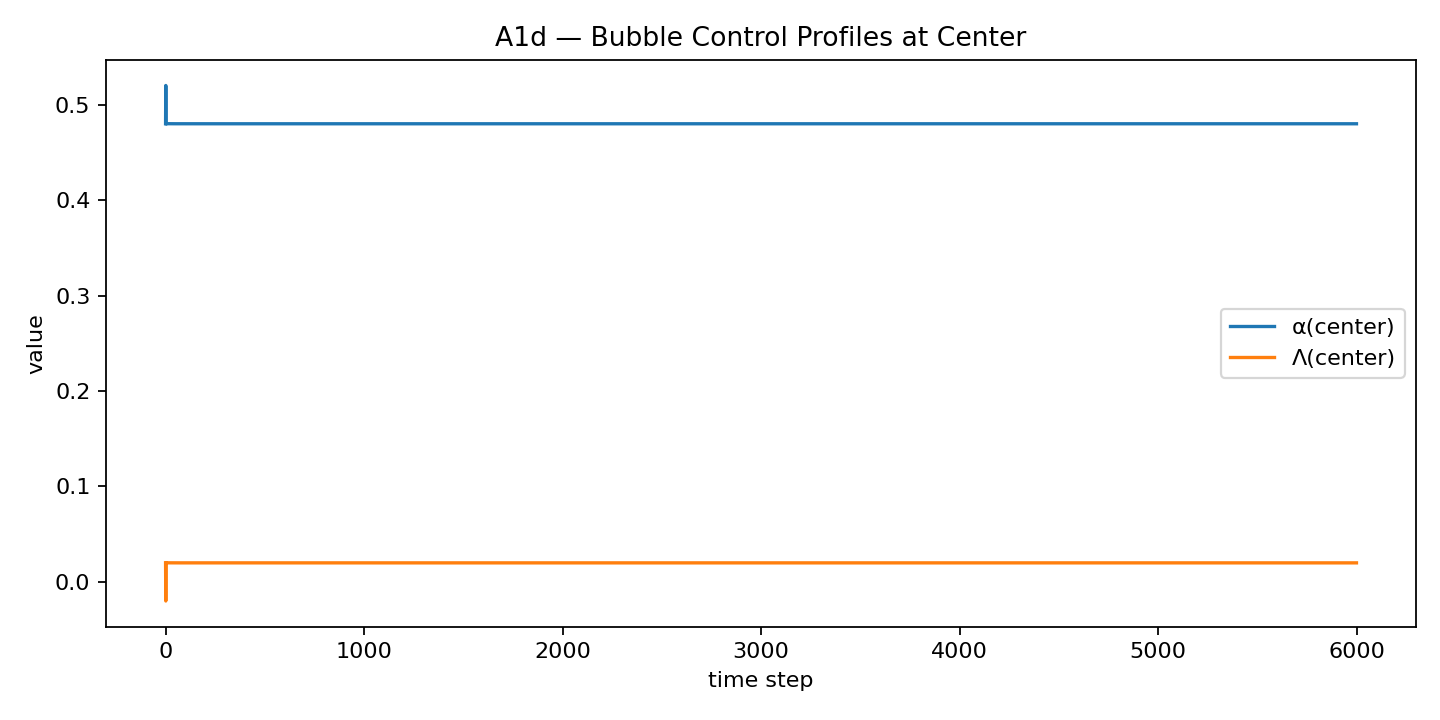 A1d — Bubble Control Profiles at Center
value
0.5
0.4
0.3
0.2
0.1
0.0
α(center)
Λ(center)
0 1000 2000 3000 4000 5000 6000
time step